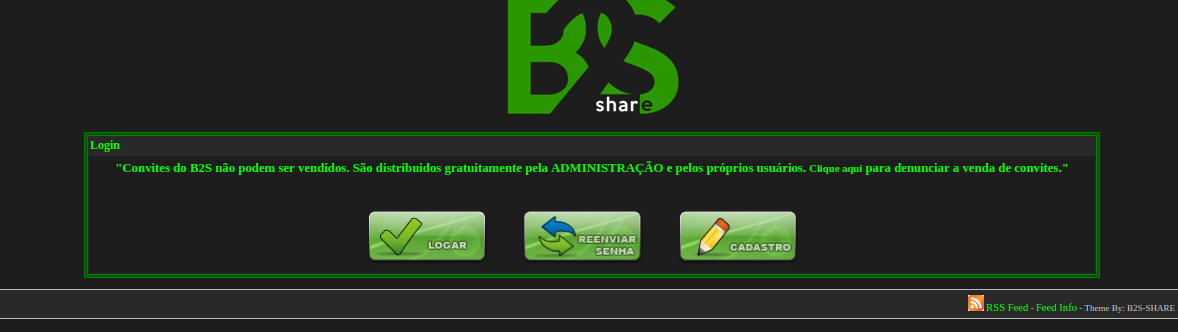 B2S
share
Login
"Convites do B2S não podem ser vendidos. São distribuidos gratuitamente pela ADMINISTRAÇÃO e pelos próprios usuários. Clique aqui para denunciar a venda de convites."
LOGAR
REENVIAR
SENHA
CADASTRO
RSS Feed - Feed Info - Theme By: B2S-SHARE